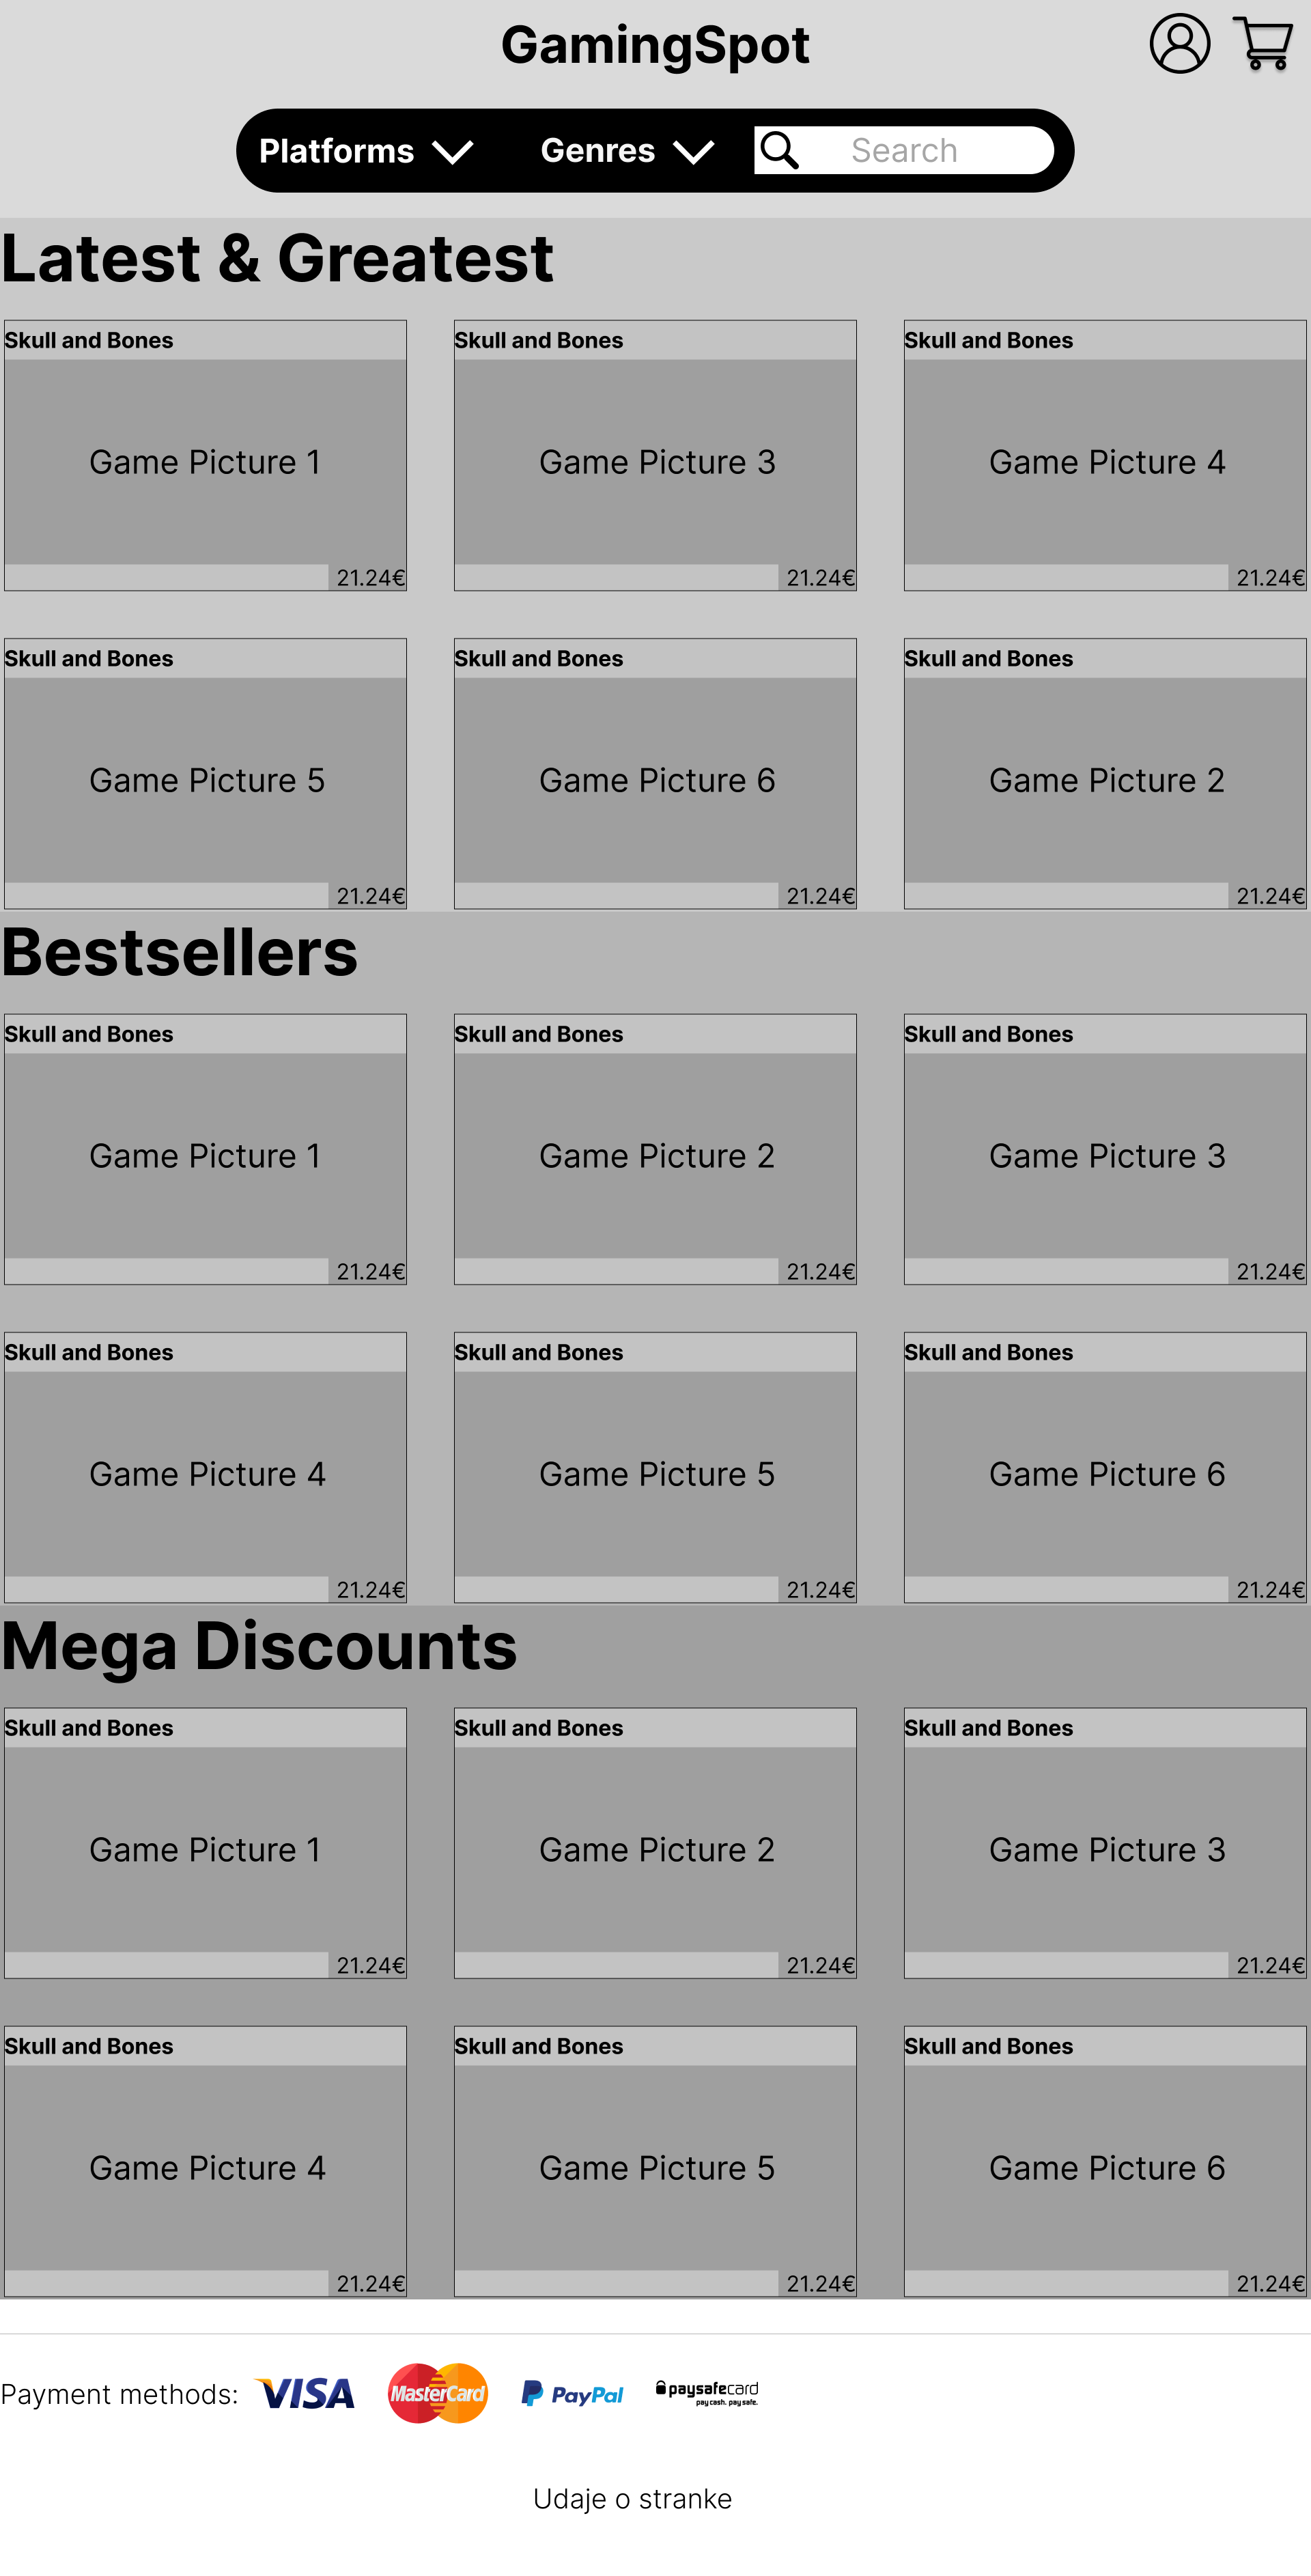 GamingSpot
Platforms Genres Search
Latest & Greatest
Skull and Bones Skull and Bones Skull and Bones
Game Picture 1 Game Picture 3 Game Picture 4
21.24€ 21.24€ 21.24€
Skull and Bones Skull and Bones Skull and Bones
Game Picture 5 Game Picture 6 Game Picture 2
21.24€ 21.24€ 21.24€
Bestsellers
Skull and Bones Skull and Bones Skull and Bones
Game Picture 1 Game Picture 2 Game Picture 3
21.24€ 21.24€ 21.24€
Skull and Bones Skull and Bones Skull and Bones
Game Picture 4 Game Picture 5 Game Picture 6
21.24€ 21.24€ 21.24€
Mega Discounts
Skull and Bones Skull and Bones Skull and Bones
Game Picture 1 Game Picture 2 Game Picture 3
21.24€ 21.24€ 21.24€
Skull and Bones Skull and Bones Skull and Bones
Game Picture 4 Game Picture 5 Game Picture 6
21.24€ 21.24€ 21.24€
Payment methods: VISA MasterCard PayPal paysafecard
pay cash. pay safe.
Udaje o stranke